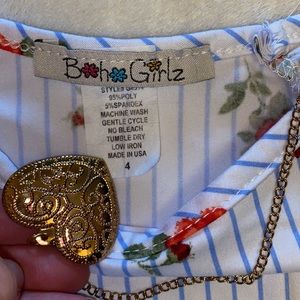 Boho Girlz
95%POLY
5%SPANDEX
MACHINE WASH
GENTLE CYCLE
NO BLEACH
TUMBLE DRY
LOW IRON
MADE IN USA
4